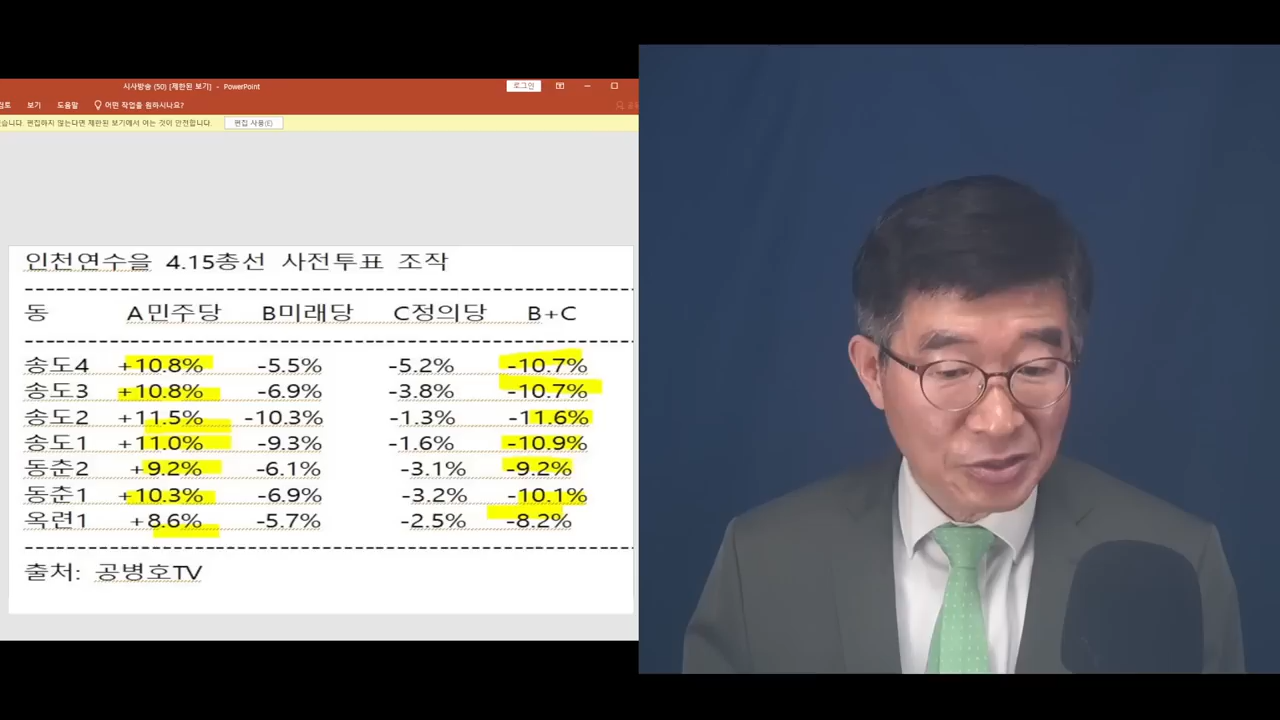 시사방송 (50) [제한된 보기] - PowerPoint
로그인
보기 도움말 어떤 작업을 원하시나요?
편집하지 않는다면 제한된 보기에서 여는 것이 안전합니다. 편집 사용(E)
인천연수을 4.15총선 사전투표 조작
동 A민주당 B미래당 C정의당 B+C
송도4 +10.8% -5.5% -5.2% -10.7%
송도3 +10.8% -6.9% -3.8% -10.7%
송도2 +11.5% -10.3% -1.3% -11.6%
송도1 +11.0% -9.3% -1.6% -10.9%
동춘2 +9.2% -6.1% -3.1% -9.2%
동춘1 +10.3% -6.9% -3.2% -10.1%
옥련1 +8.6% -5.7% -2.5% -8.2%
출처: 공병호TV